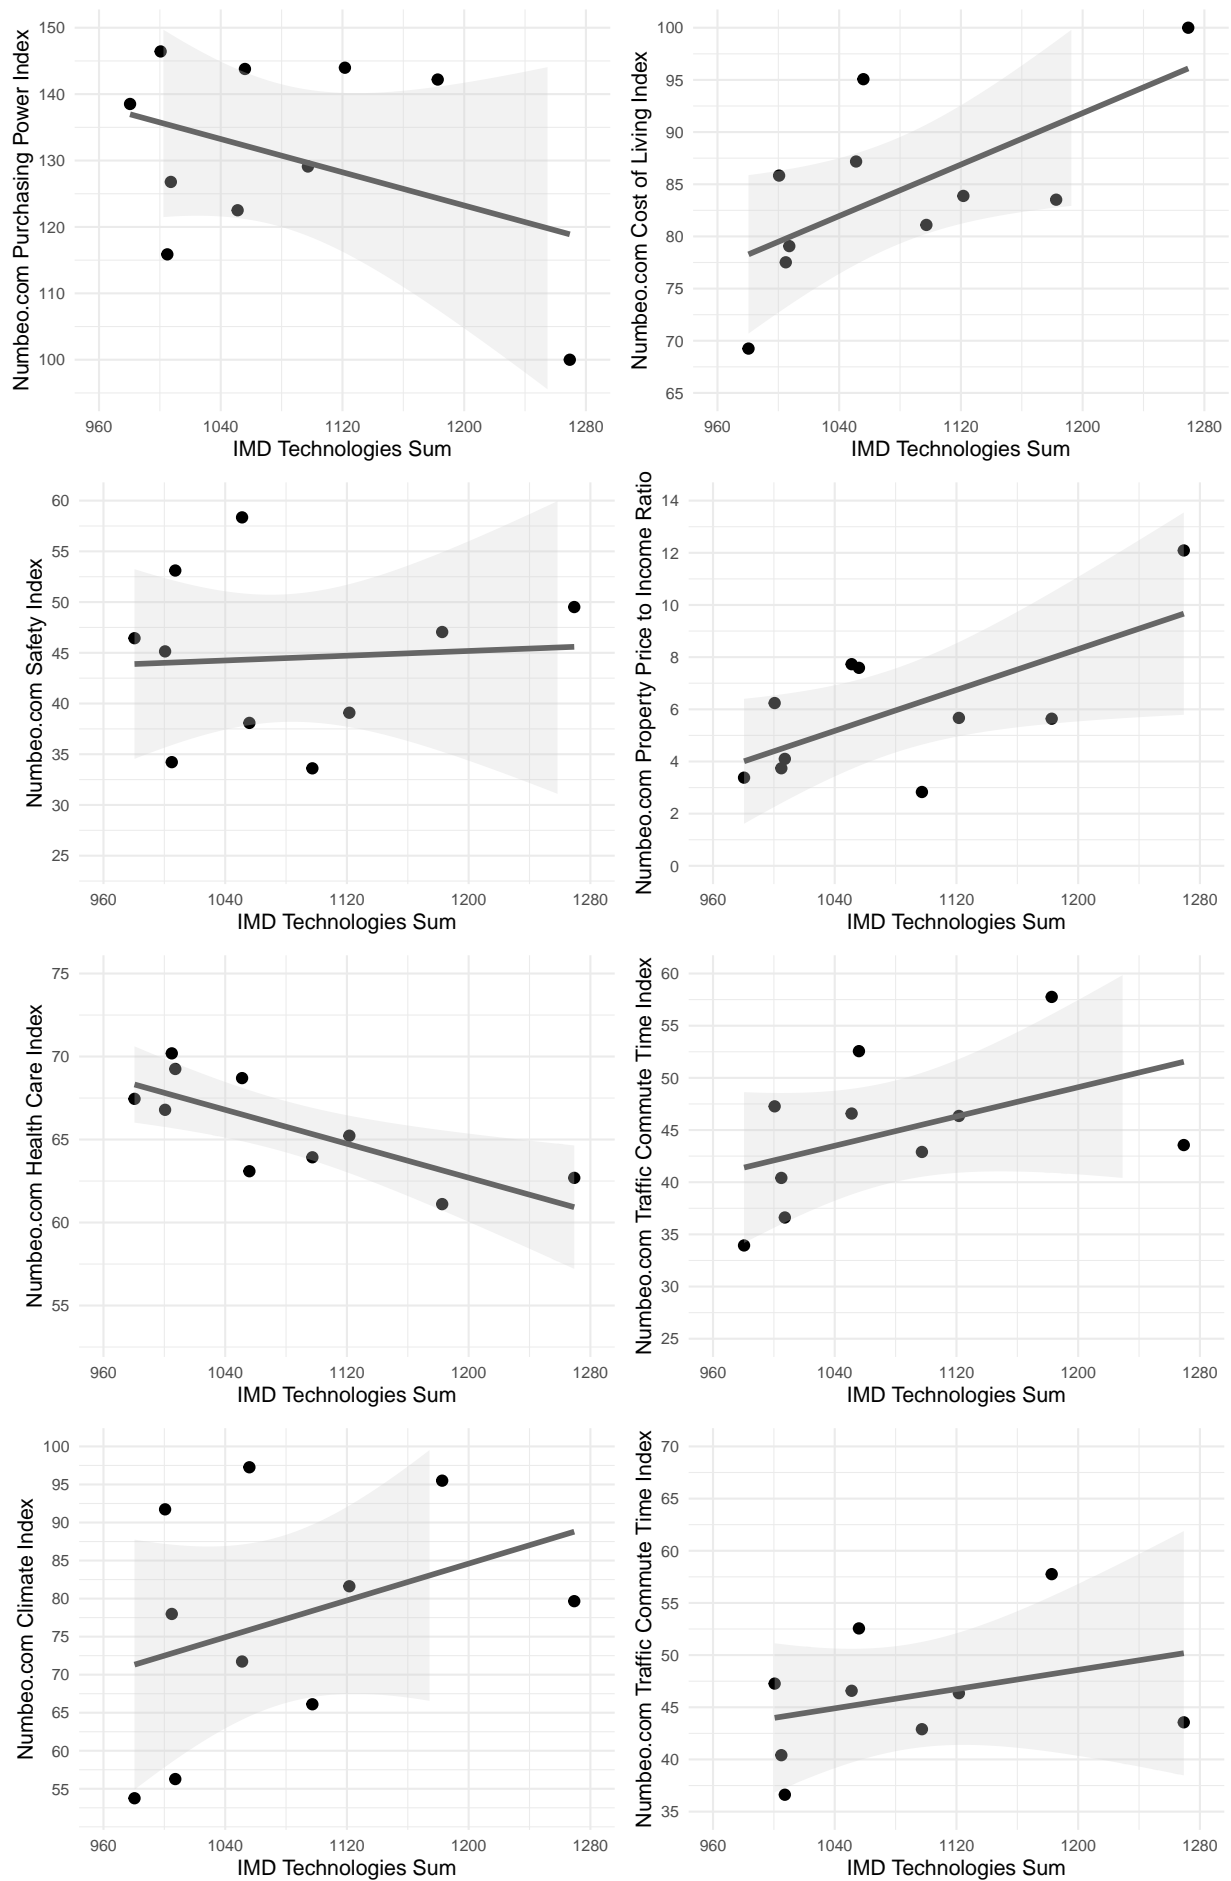 Numbeo.com Purchasing Power Index
150
140
130
120
110
100
960 1040 1120 1200 1280
IMD Technologies Sum
Numbeo.com Cost of Living Index
100
95
90
85
80
75
70
65
960 1040 1120 1200 1280
IMD Technologies Sum
Numbeo.com Safety Index
60
55
50
45
40
35
30
25
960 1040 1120 1200 1280
IMD Technologies Sum
Numbeo.com Property Price to Income Ratio
14
12
10
8
6
4
2
0
960 1040 1120 1200 1280
IMD Technologies Sum
Numbeo.com Health Care Index
75
70
65
60
55
960 1040 1120 1200 1280
IMD Technologies Sum
Numbeo.com Traffic Commute Time Index
60
55
50
45
40
35
30
25
960 1040 1120 1200 1280
IMD Technologies Sum
Numbeo.com Climate Index
100
95
90
85
80
75
70
65
60
55
960 1040 1120 1200 1280
IMD Technologies Sum
Numbeo.com Traffic Commute Time Index
70
65
60
55
50
45
40
35
960 1040 1120 1200 1280
IMD Technologies Sum